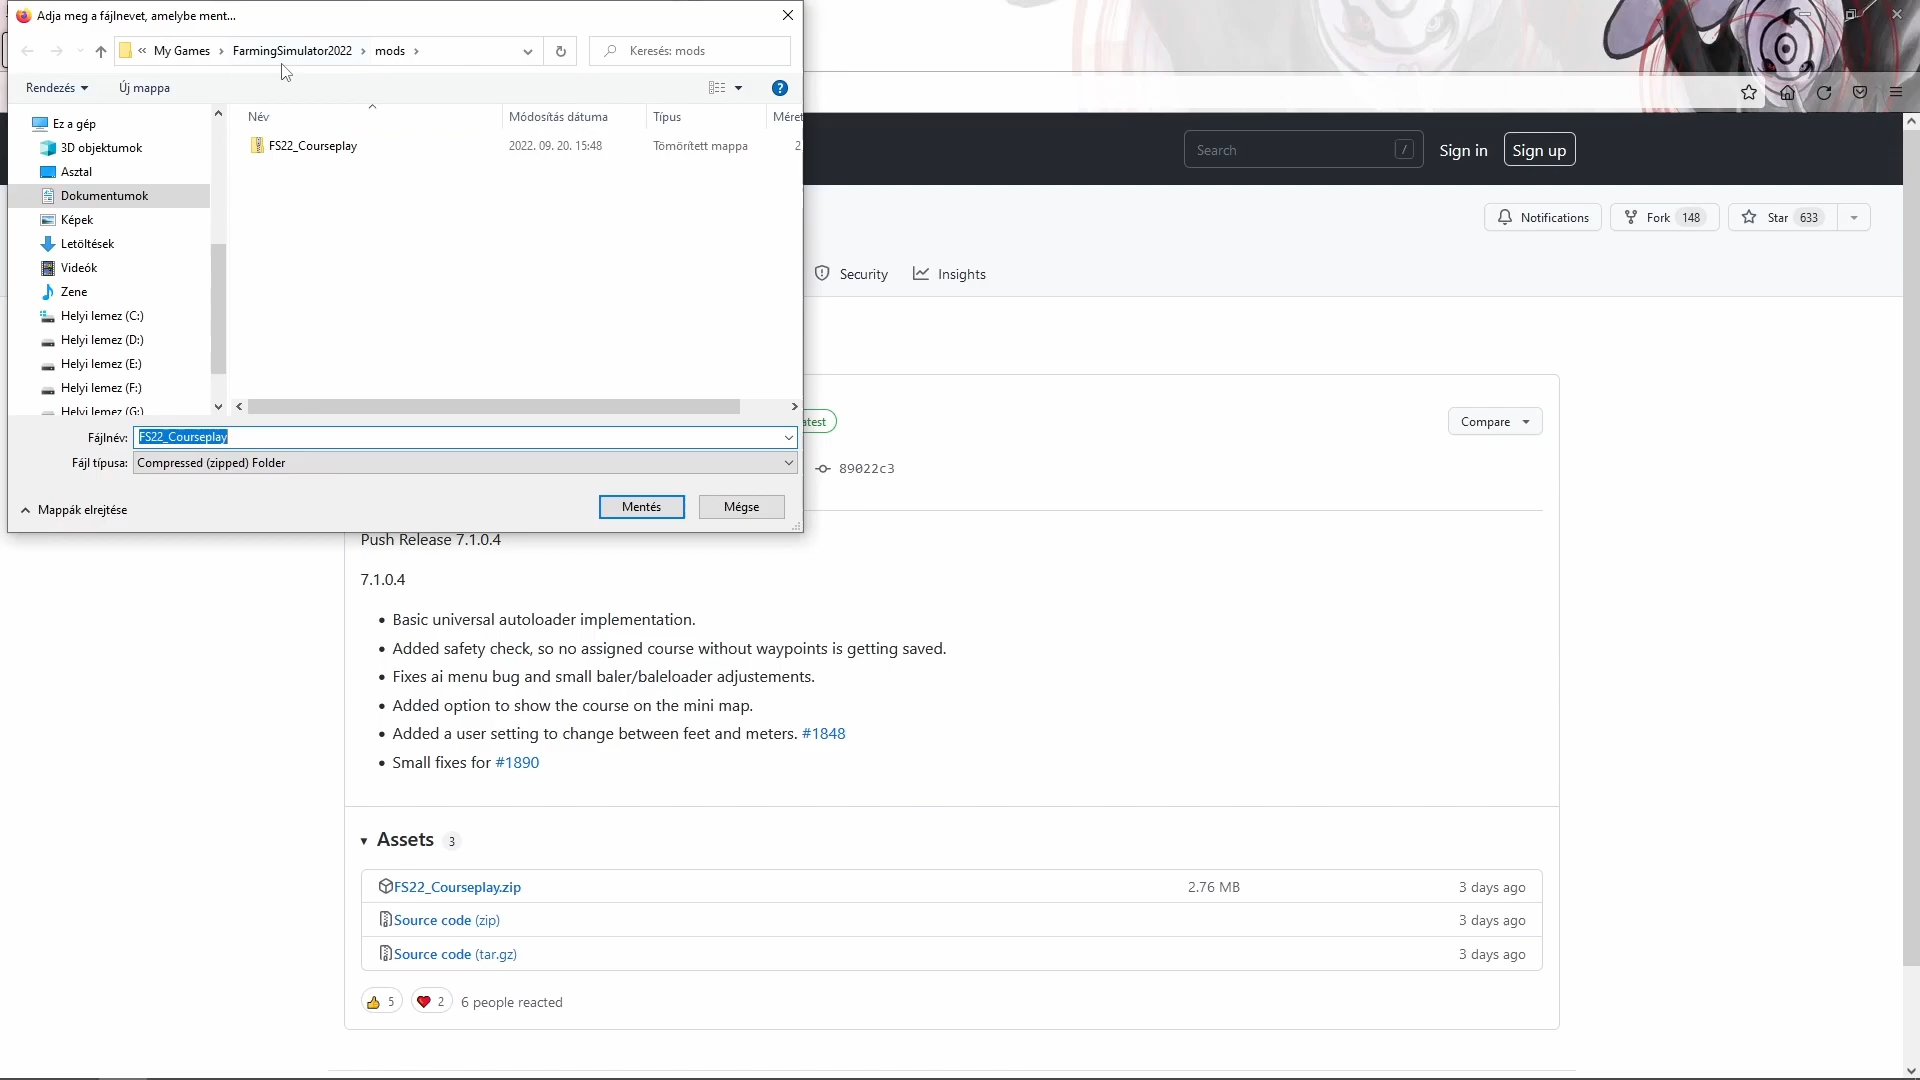 Adja meg a fájlnevet, amelybe ment...
« My Games › FarmingSimulator2022 › mods ›
Keresés: mods
Rendezés
Új mappa
?
Ez a gép
3D objektumok
Asztal
Dokumentumok
Képek
Letöltések
Videók
Zene
Helyi lemez (C:)
Helyi lemez (D:)
Helyi lemez (E:)
Helyi lemez (F:)
Helyi lemez (G:)
Név
Módosítás dátuma
Típus
Méret
FS22_Courseplay
2022. 09. 20. 15:48
Tömörített mappa
2
Fájlnév:
FS22_Courseplay
Fájl típusa:
Compressed (zipped) Folder
Mappák elrejtése
Mentés
Mégse
Search
/
Sign in
Sign up
Notifications
Fork 148
Star 633
Security
Insights
atest
Compare
89022c3
Push Release 7.1.0.4
7.1.0.4
• Basic universal autoloader implementation.
• Added safety check, so no assigned course without waypoints is getting saved.
• Fixes ai menu bug and small baler/baleloader adjustements.
• Added option to show the course on the mini map.
• Added a user setting to change between feet and meters. #1848
• Small fixes for #1890
Assets 3
FS22_Courseplay.zip
2.76 MB
3 days ago
Source code (zip)
3 days ago
Source code (tar.gz)
3 days ago
5
2
6 people reacted